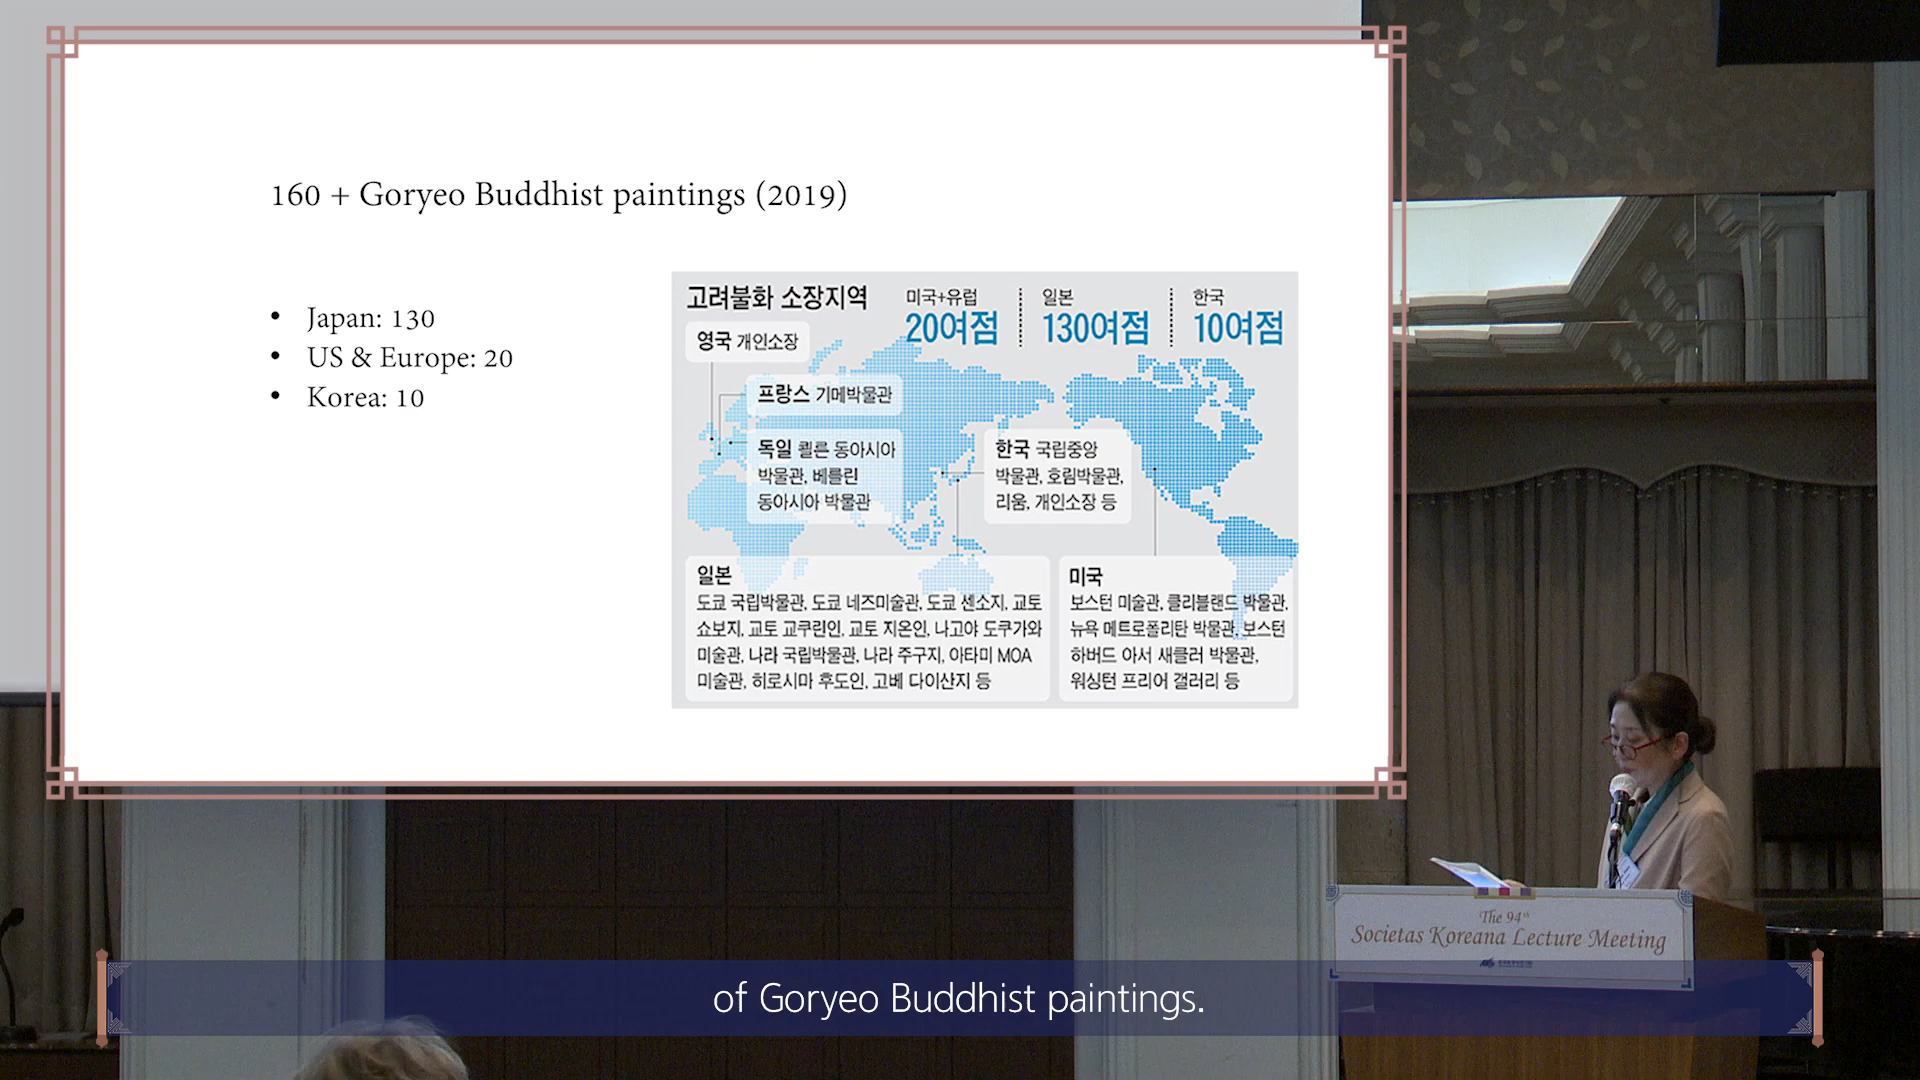 160 + Goryeo Buddhist paintings (2019)
• Japan: 130
• US & Europe: 20
• Korea: 10
고려불화 소장지역
미국+유럽
20여점
일본
130여점
한국
10여점
영국 개인소장
프랑스 기메박물관
독일 쾰른 동아시아
박물관, 베를린
동아시아 박물관
한국 국립중앙
박물관, 호림박물관,
리움, 개인소장 등
일본
도쿄 국립박물관, 도쿄 네즈미술관, 도쿄 센소지, 교토
쇼보지, 교토 교쿠린인, 교토 지온인, 나고야 도쿠가와
미술관, 나라 국립박물관, 나라 주구지, 아타미 MOA
미술관, 히로시마 후도인, 고베 다이산지 등
미국
보스턴 미술관, 클리블랜드 박물관,
뉴욕 메트로폴리탄 박물관, 보스턴
하버드 아서 새클러 박물관,
워싱턴 프리어 갤러리 등
The 94th
Societas Koreana Lecture Meeting
of Goryeo Buddhist paintings.